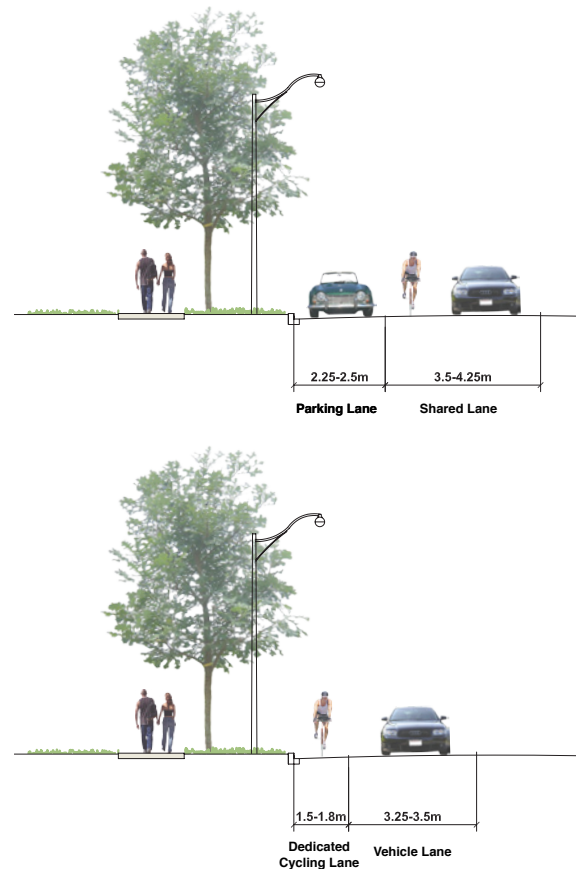 2.25-2.5m 3.5-4.25m
Parking Lane Shared Lane
1.5-1.8m 3.25-3.5m
Dedicated
Cycling Lane
Vehicle Lane